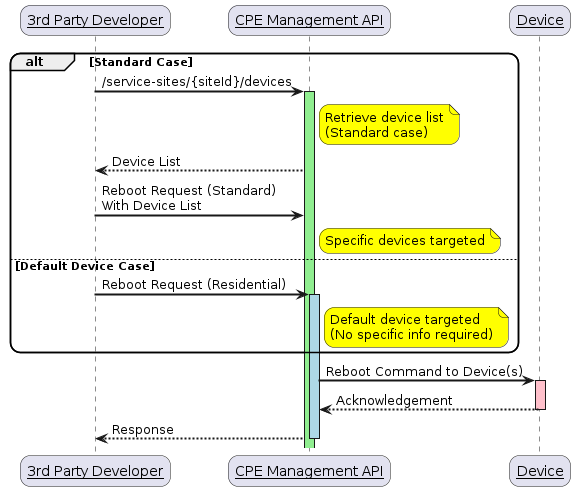 3rd Party Developer
CPE Management API
Device
alt
[Standard Case]
/service-sites/{siteId}/devices
Retrieve device list
(Standard case)
Device List
Reboot Request (Standard)
With Device List
Specific devices targeted
[Default Device Case]
Reboot Request (Residential)
Default device targeted
(No specific info required)
Reboot Command to Device(s)
Acknowledgement
Response
3rd Party Developer
CPE Management API
Device